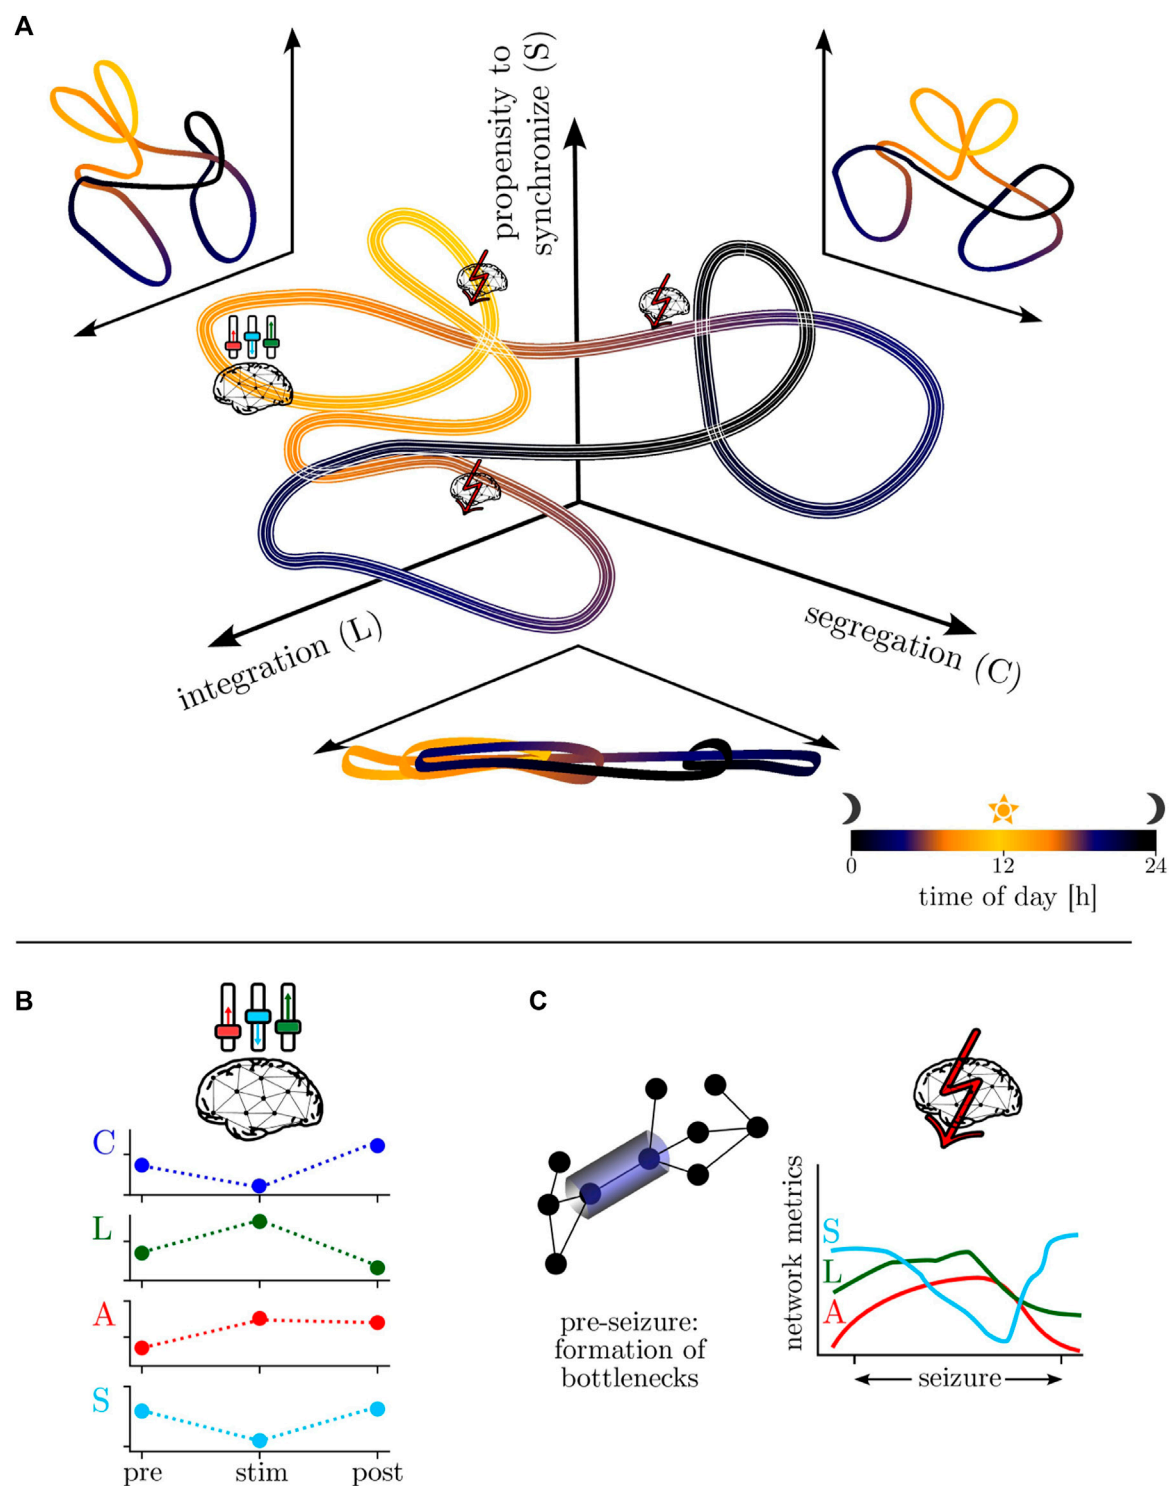 A
propensity to
synchronize (S)
integration (L)
segregation (C)
0
12
24
time of day [h]
B
C
L
A
S
pre
stim
post
C
pre-seizure:
formation of
bottlenecks
network metrics
S
L
A
seizure